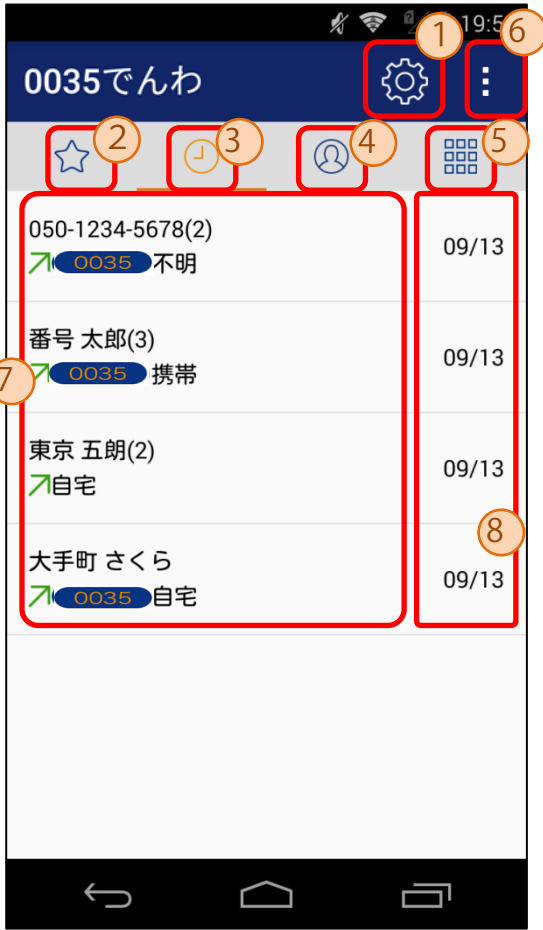 19:5
1
6
0035でんわ
2
3
4
5
050-1234-5678(2)
0035 不明
09/13
番号 太郎(3)
7
0035 携帯
09/13
東京 五朗(2)
自宅
09/13
8
大手町 さくら
0035 自宅
09/13